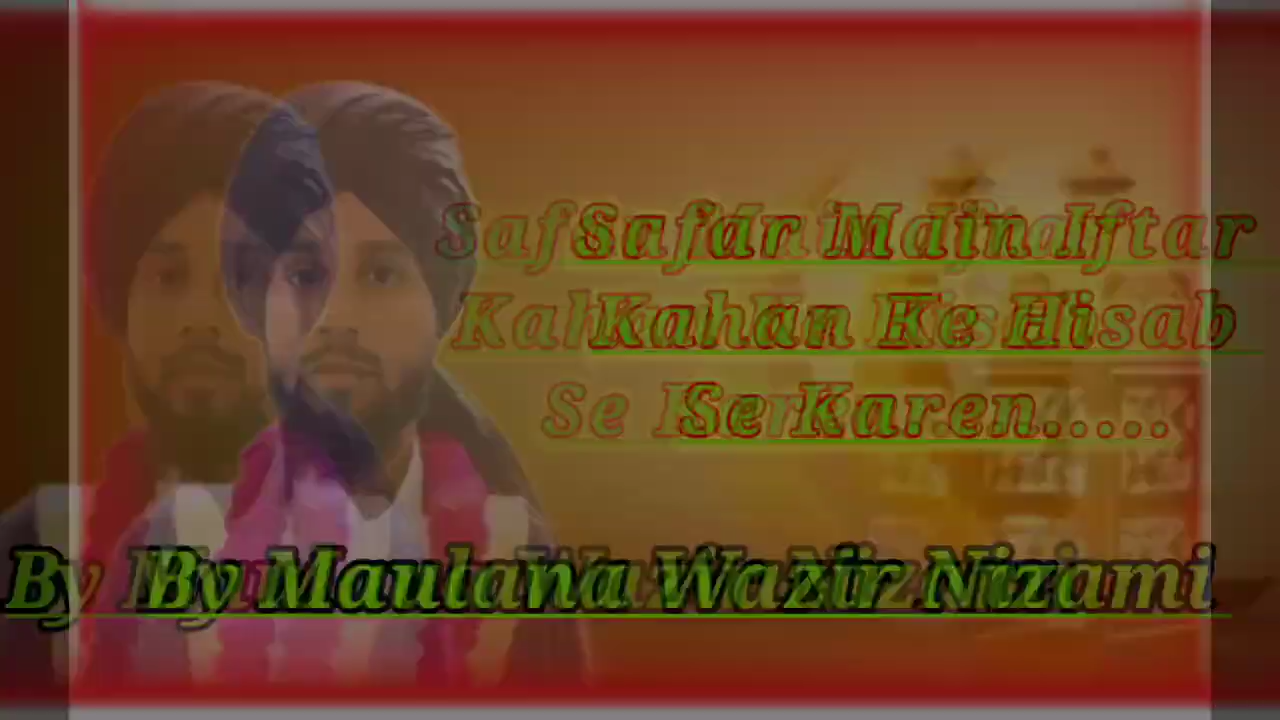 Safar Main Iftar
Kahan Ke Hisab
Se Karen.....
By Maulana Wazir Nizami